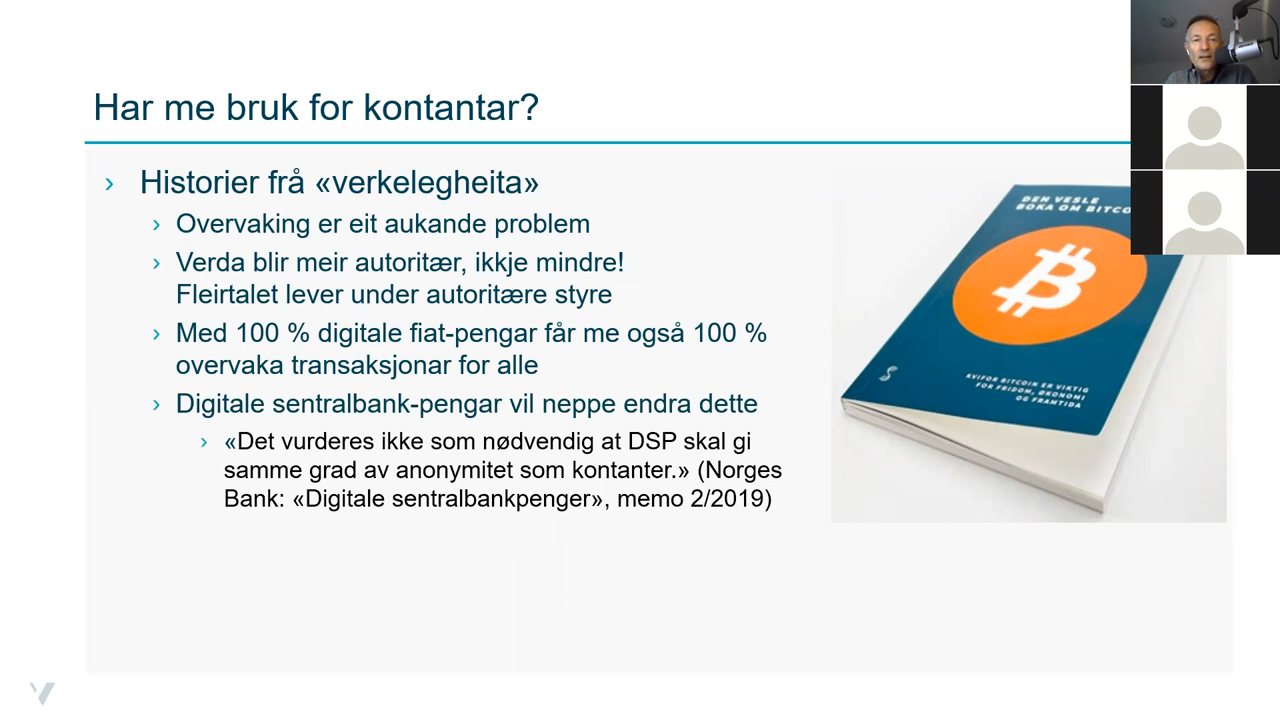 Har me bruk for kontantar?
› Historier frå «verkelegheita»
› Overvaking er eit aukande problem
› Verda blir meir autoritær, ikkje mindre!
Fleirtalet lever under autoritære styre
› Med 100 % digitale fiat-pengar får me også 100 %
overvaka transaksjonar for alle
› Digitale sentralbank-pengar vil neppe endra dette
› «Det vurderes ikke som nødvendig at DSP skal gi
samme grad av anonymitet som kontanter.» (Norges
Bank: «Digitale sentralbankpenger», memo 2/2019)
DEN VESLE
BOKA OM BITCO
KVIFOR BITCOIN ER VIKTIG
FOR FRIDOM, ØKONOMI
OG FRAMTIDA